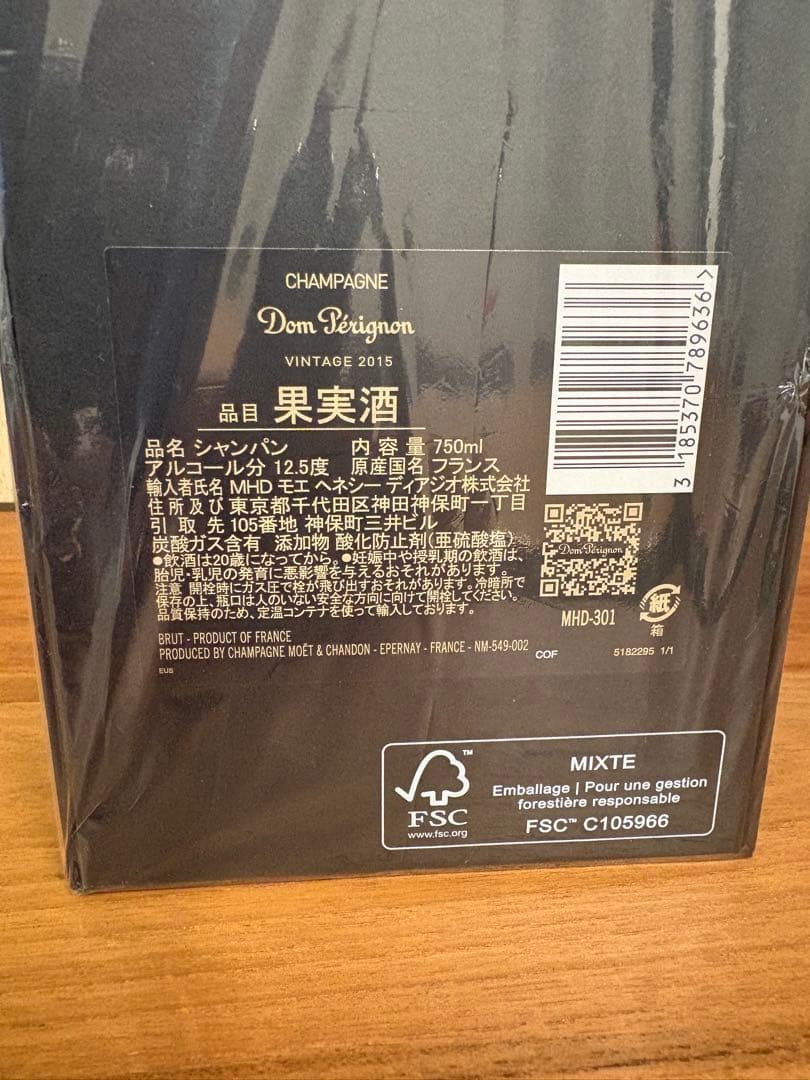 CHAMPAGNE
Dom Pérignon
VINTAGE 2015
品目 果実酒
品名 シャンパン 内容量 750ml
アルコール分 12.5度 原産国名 フランス
輸入者氏名 MHD モエ ヘネシー ディアジオ株式会社
住所及び 東京都千代田区神田神保町一丁目
引取先 105番地 神保町三井ビル
炭酸ガス含有 添加物 酸化防止剤(亜硫酸塩)
●飲酒は20歳になってから。●妊娠中や授乳期の飲酒は、
胎児・乳児の発育に悪影響を与えるおそれがあります。
注意 開栓時にガス圧で栓が飛び出すおそれがあります。冷暗所で
保存の上、瓶口は人のいない安全な方向に向けて開栓してください。
品質保持のため、定温コンテナを使って輸入しております。
BRUT - PRODUCT OF FRANCE
PRODUCED BY CHAMPAGNE MOËT & CHANDON - EPERNAY - FRANCE - NM-549-002
COF
EUS
3 185370 789636 >
Dom Pérignon
MHD-301
紙
箱
5182295 1/1
FSC™
www.fsc.org
MIXTE
Emballage | Pour une gestion
forestière responsable
FSC™ C105966